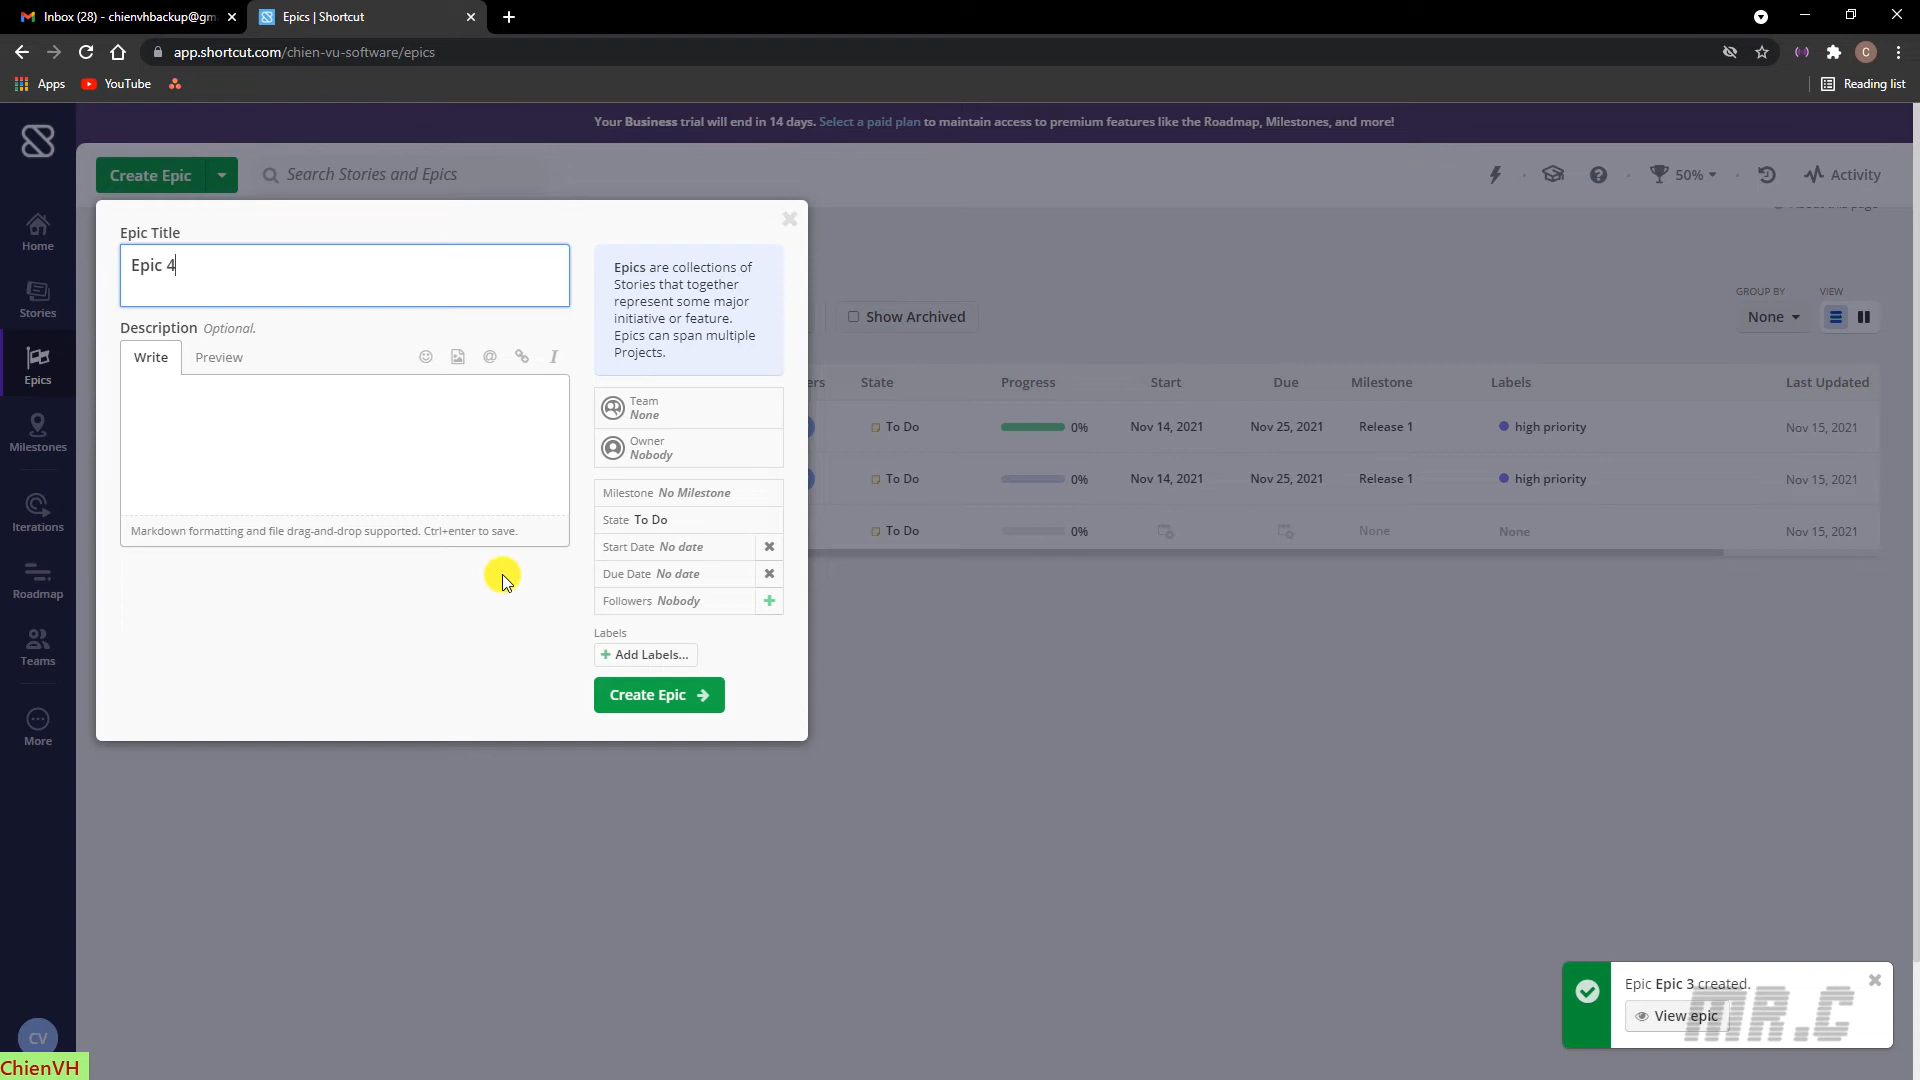 Inbox (28) - chienvhbackup@gm
Epics | Shortcut
app.shortcut.com/chien-vu-software/epics
C
Apps
YouTube
Reading list
Your Business trial will end in 14 days. Select a paid plan to maintain access to premium features like the Roadmap, Milestones, and more!
Create Epic
Search Stories and Epics
50%
Activity
Home
Stories
Epics
Milestones
Iterations
Roadmap
Teams
More
CV
ChienVH
Epic Title
Epic 4
Description Optional.
Write
Preview
Markdown formatting and file drag-and-drop supported. Ctrl+enter to save.
Epics are collections of
Stories that together
represent some major
initiative or feature.
Epics can span multiple
Projects.
Team
None
Owner
Nobody
Milestone No Milestone
State To Do
Start Date No date
Due Date No date
Followers Nobody
Labels
+ Add Labels...
Create Epic
Show Archived
GROUP BY
None
VIEW
State Progress Start Due Milestone Labels Last Updated
To Do 0% Nov 14, 2021 Nov 25, 2021 Release 1 high priority Nov 15, 2021
To Do 0% Nov 14, 2021 Nov 25, 2021 Release 1 high priority Nov 15, 2021
To Do 0% None None Nov 15, 2021
Epic Epic 3 created.
View epic
MR.C